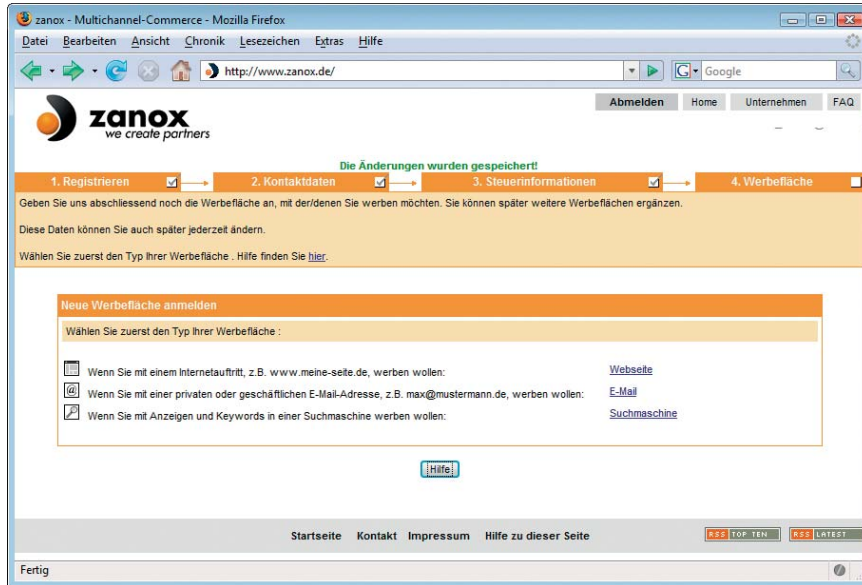 zanox - Multichannel-Commerce - Mozilla Firefox
Datei Bearbeiten Ansicht Chronik Lesezeichen Extras Hilfe
http://www.zanox.de/ G Google
Abmelden Home Unternehmen FAQ
zanox
we create partners
Die Änderungen wurden gespeichert!
1. Registrieren 2. Kontaktdaten 3. Steuerinformationen 4. Werbefläche
Geben Sie uns abschliessend noch die Werbefläche an, mit der/denen Sie werben möchten. Sie können später weitere Werbeflächen ergänzen.
Diese Daten können Sie auch später jederzeit ändern.
Wählen Sie zuerst den Typ Ihrer Werbefläche . Hilfe finden Sie hier.
Neue Werbefläche anmelden
Wählen Sie zuerst den Typ Ihrer Werbefläche :
Wenn Sie mit einem Internetauftritt, z.B. www.meine-seite.de, werben wollen: Webseite
@ Wenn Sie mit einer privaten oder geschäftlichen E-Mail-Adresse, z.B. max@mustermann.de, werben wollen: E-Mail
Wenn Sie mit Anzeigen und Keywords in einer Suchmaschine werben wollen: Suchmaschine
Hilfe
Startseite Kontakt Impressum Hilfe zu dieser Seite RSS TOP TEN RSS LATEST
Fertig